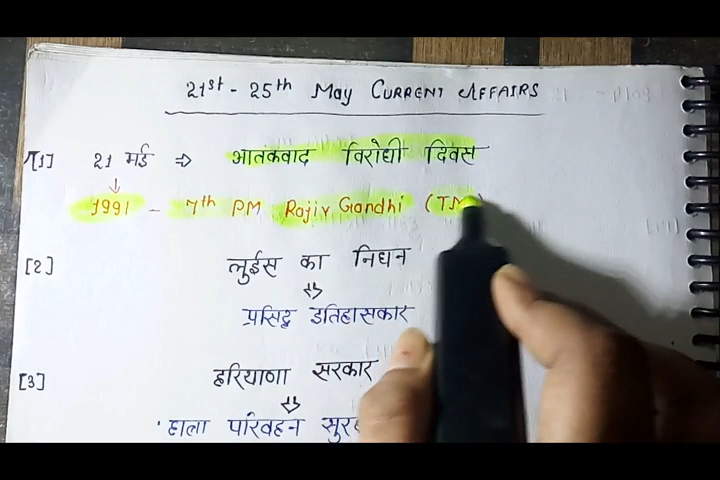 21st - 25th May CURRENT AFFAIRS
[1] 21 मई ⇒ आतंकवाद विरोधी दिवस
↓
1991 - 7th PM Rajiv Gandhi (T.N
[2] लुईस का निधन
⇓
प्रसिद्ध इतिहासकार
[3] हरियाणा सरकार
⇓
परिवहन